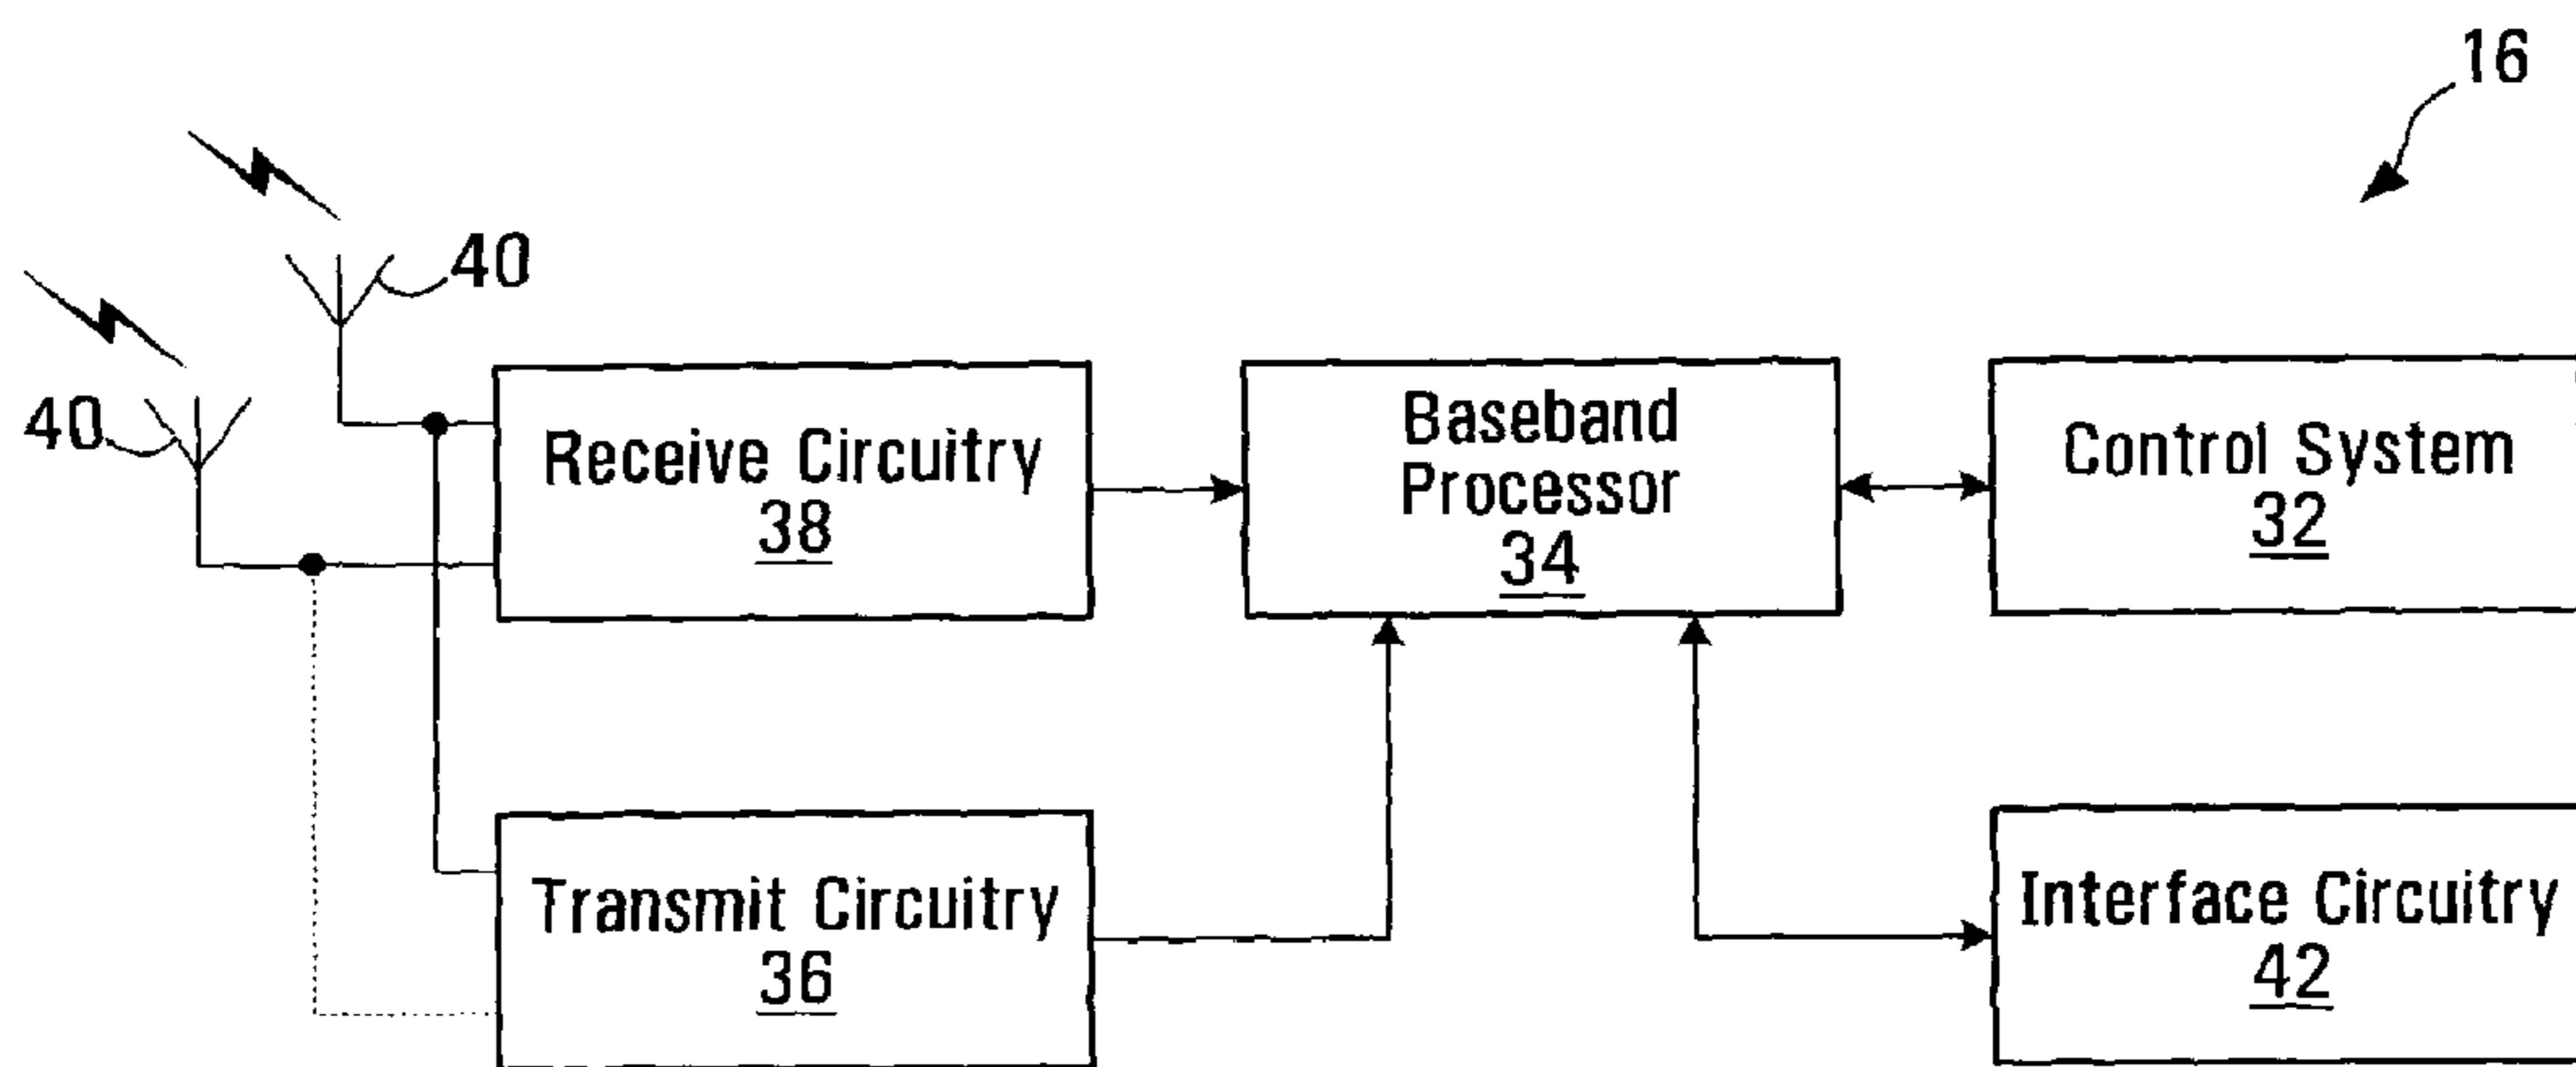 16
40
40
Receive Circuitry
38
Baseband
Processor
34
Control System
32
Transmit Circuitry
36
Interface Circuitry
42